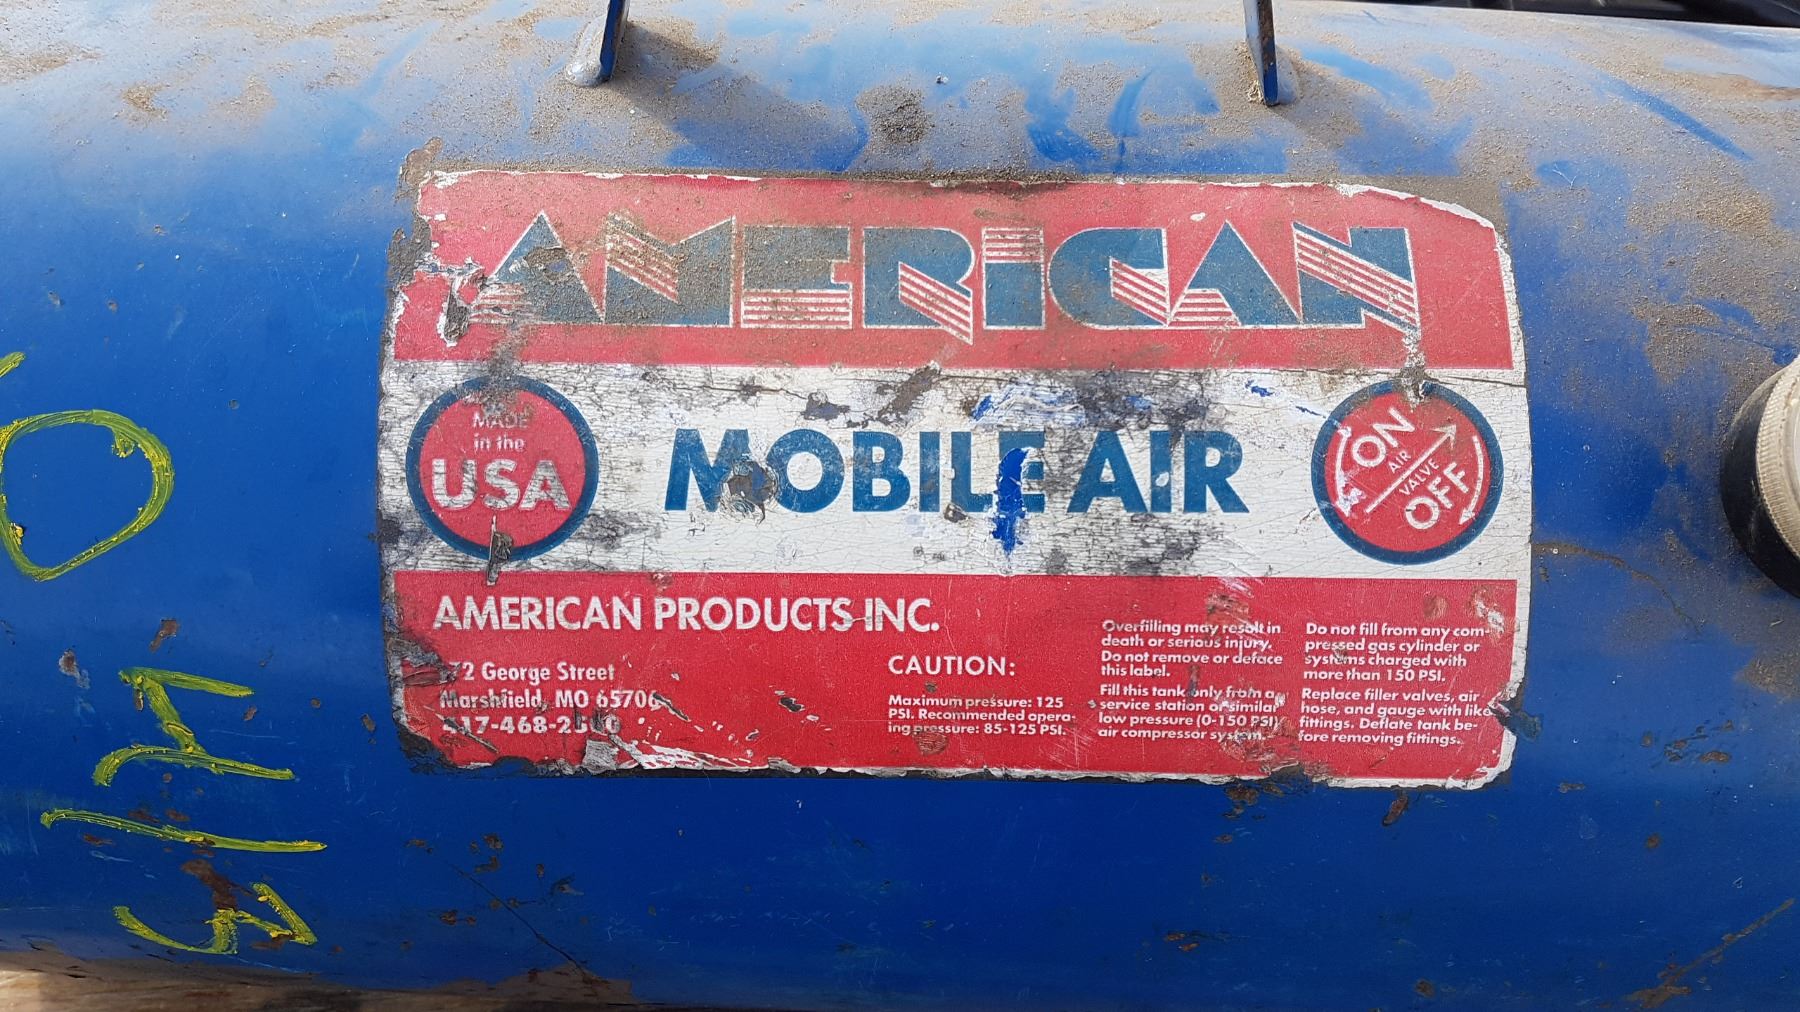 AMERICAN
MADE
in the
USA
MOBILE AIR
ON
AIR
VALVE
OFF
AMERICAN PRODUCTS INC.
George Street
Marshfield, MO 65706
CAUTION:
Maximum pressure: 125
PSI. Recommended opera-
ing pressure: 85-125 PSI.
Overfilling may result in
death or serious injury.
Do not remove or deface
this label.
Fill this tank only from a
service station or similar
low pressure (0-150 PSI)
air compressor system.
Do not fill from any com-
pressed gas cylinder or
systems charged with
more than 150 PSI.
Replace filler valves, air
hose, and gauge with like
fittings. Deflate tank be-
fore removing fittings.